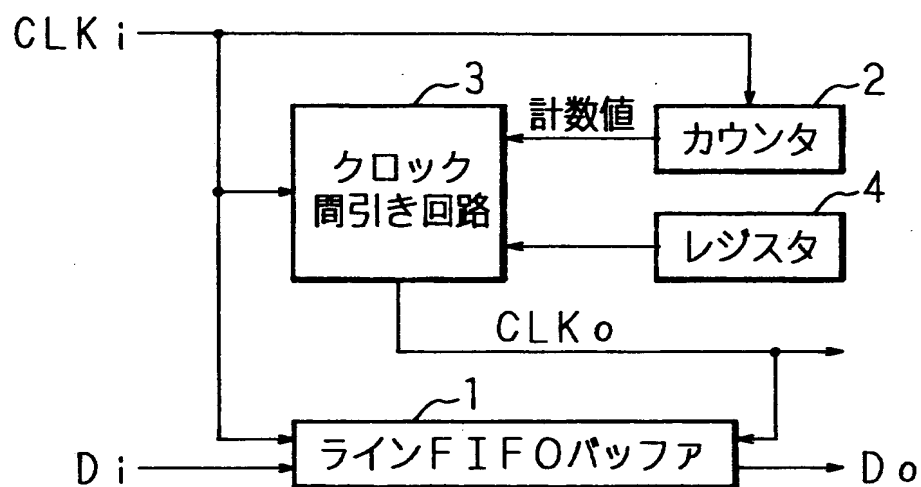 CLKi
3
2
計数値
カウンタ
クロック
間引き回路
4
レジスタ
CLKo
1
ラインFIFOバッファ
Di
Do